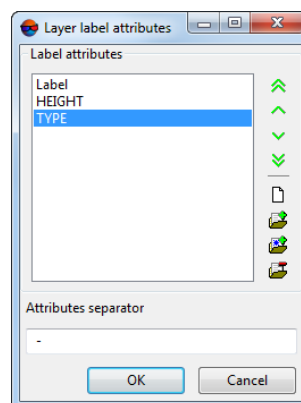 Layer label attributes
Label attributes
Label
HEIGHT
TYPE
Attributes separator
-
OK
Cancel